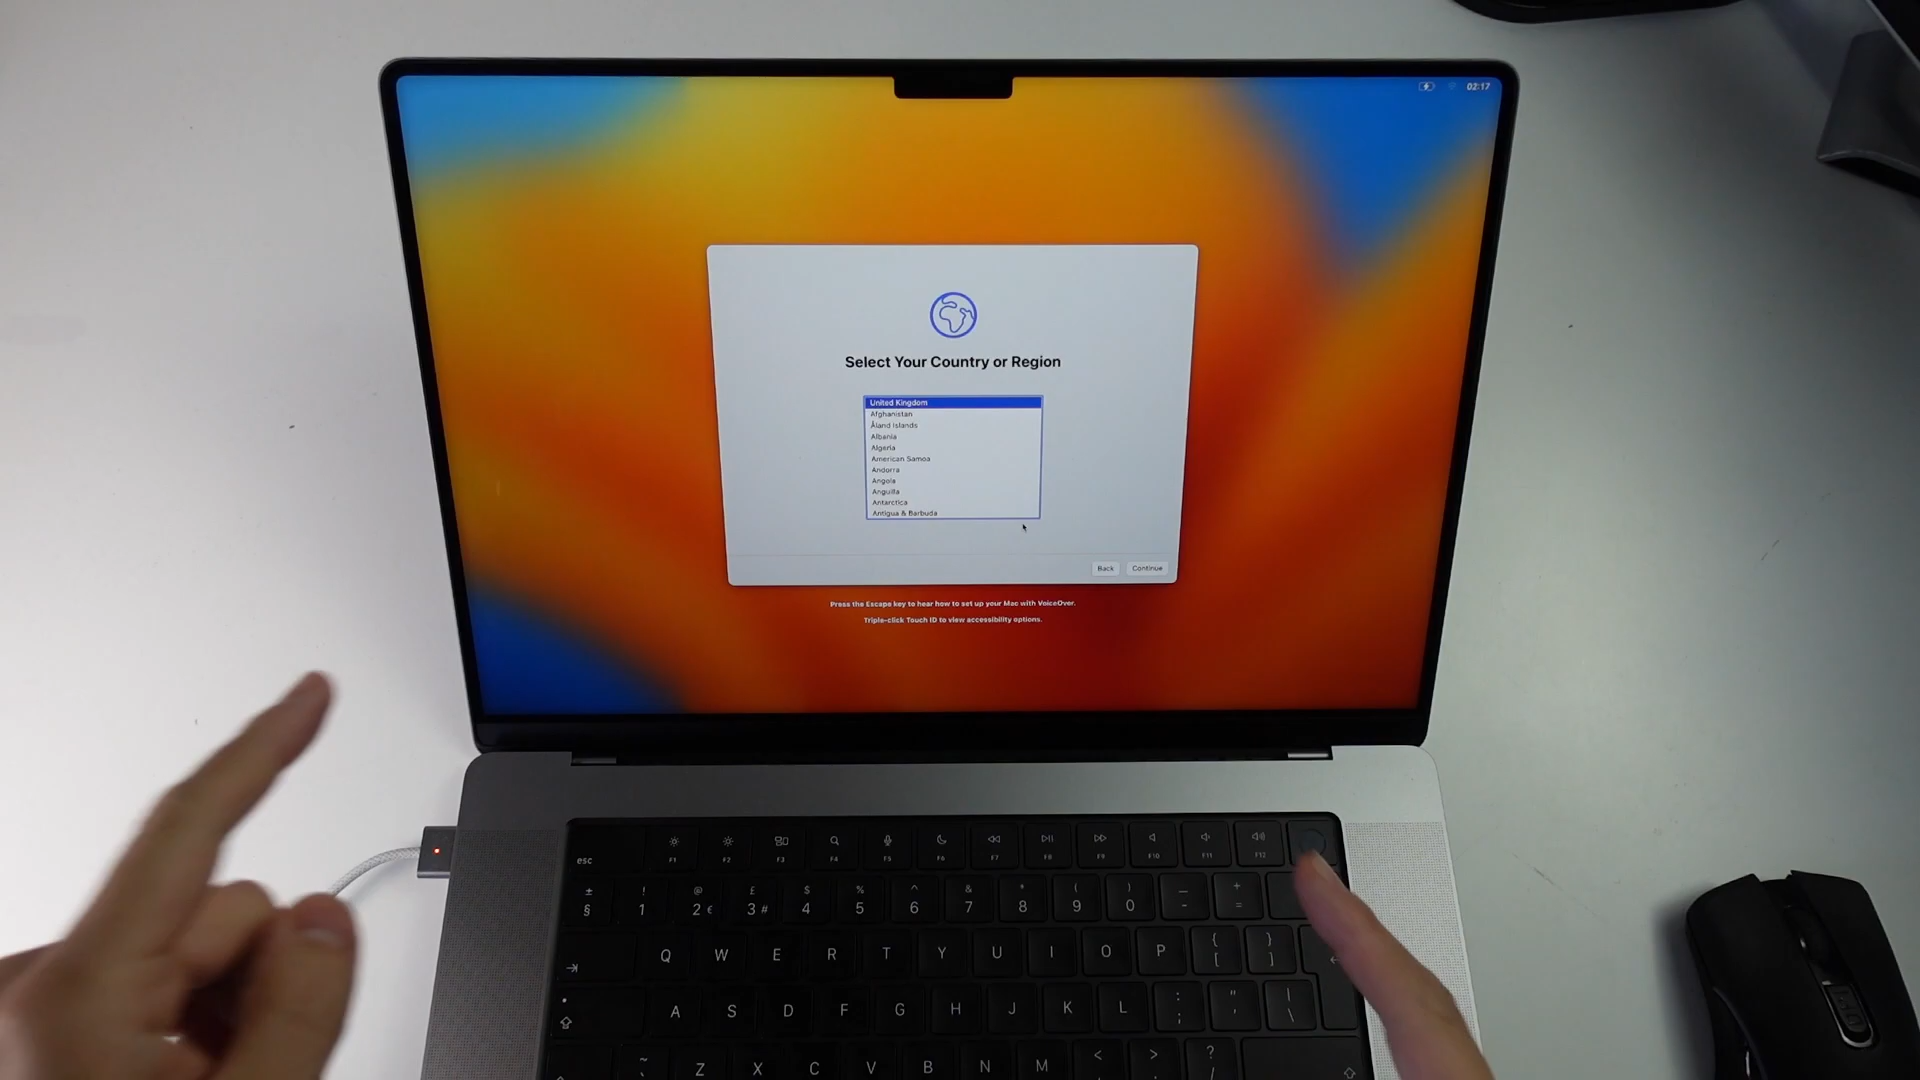 02:17
Select Your Country or Region
United Kingdom
Afghanistan
Åland Islands
Albania
Algeria
American Samoa
Andorra
Angola
Anguilla
Antarctica
Antigua & Barbuda
Back Continue
Press the Escape key to hear how to set up your Mac with VoiceOver.
Triple-click Touch ID to view accessibility options.
esc F1 F2 F3 F4 F5 F6 F7 F8 F9 F10 F11 F12
± ! @ £ $ % ^ & * ( ) _ +
§ 1 2 € 3 # 4 5 6 7 8 9 0 - =
Q W E R T Y U I O P { [ } ]
A S D F G H J K L : ; " ' | \
~ Z X C V B N M < > ? /